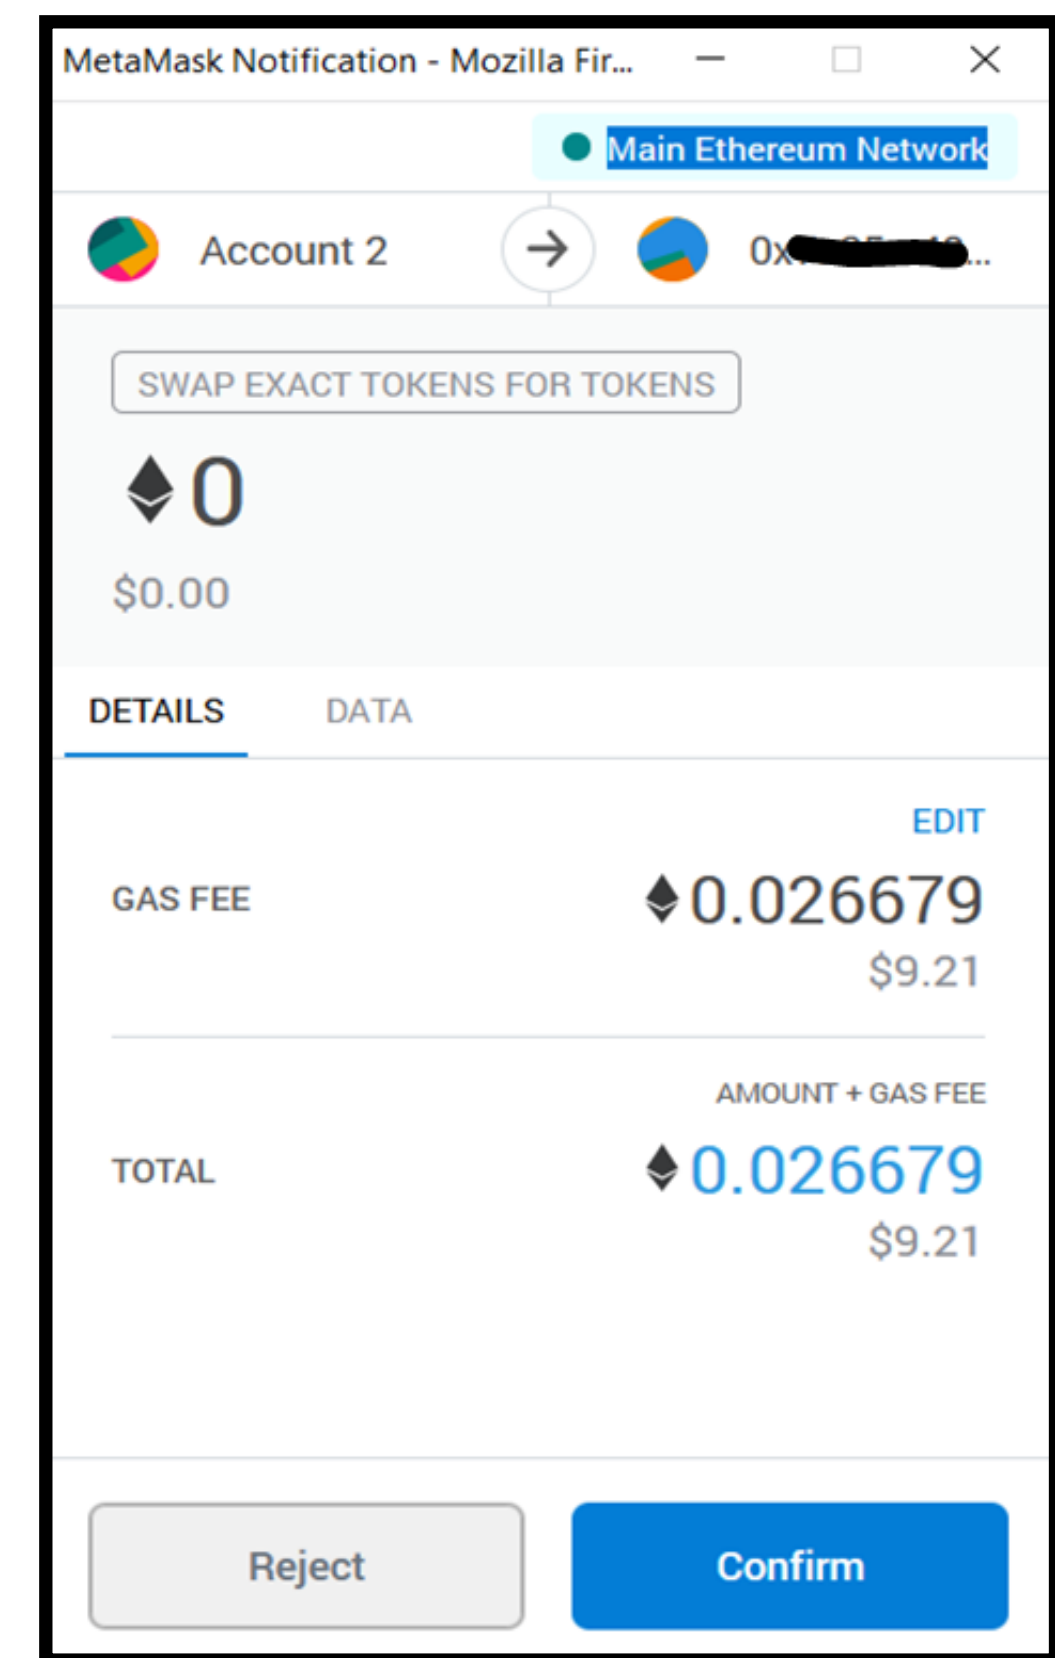 MetaMask Notification - Mozilla Fir...
Main Ethereum Network
Account 2
SWAP EXACT TOKENS FOR TOKENS
0
$0.00
DETAILS DATA
EDIT
GAS FEE 0.026679
$9.21
AMOUNT + GAS FEE
TOTAL 0.026679
$9.21
Reject Confirm